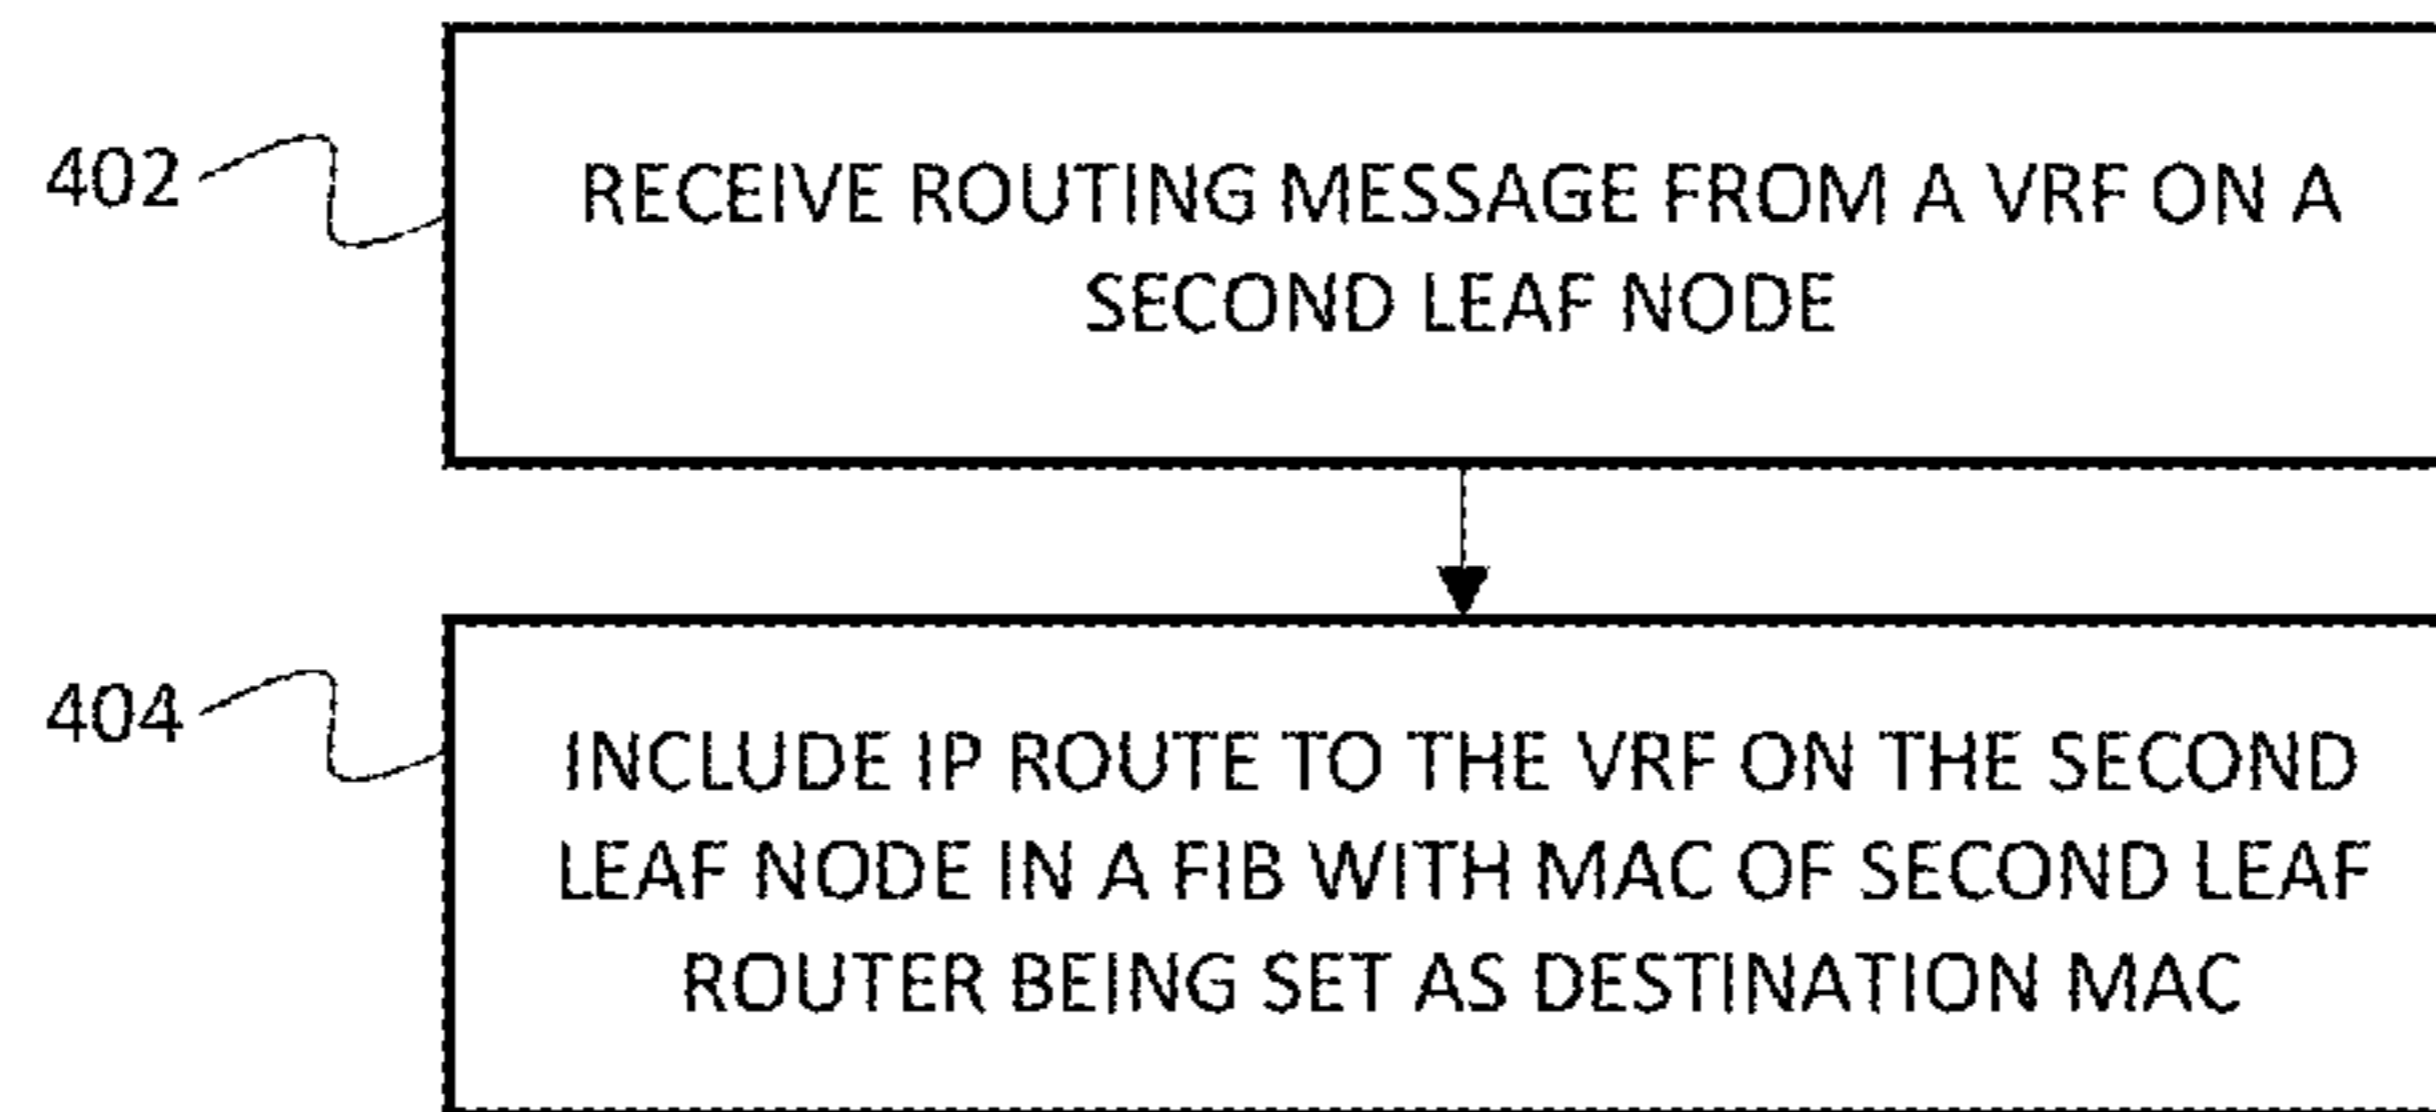 402
RECEIVE ROUTING MESSAGE FROM A VRF ON A
SECOND LEAF NODE
404
INCLUDE IP ROUTE TO THE VRF ON THE SECOND
LEAF NODE IN A FIB WITH MAC OF SECOND LEAF
ROUTER BEING SET AS DESTINATION MAC